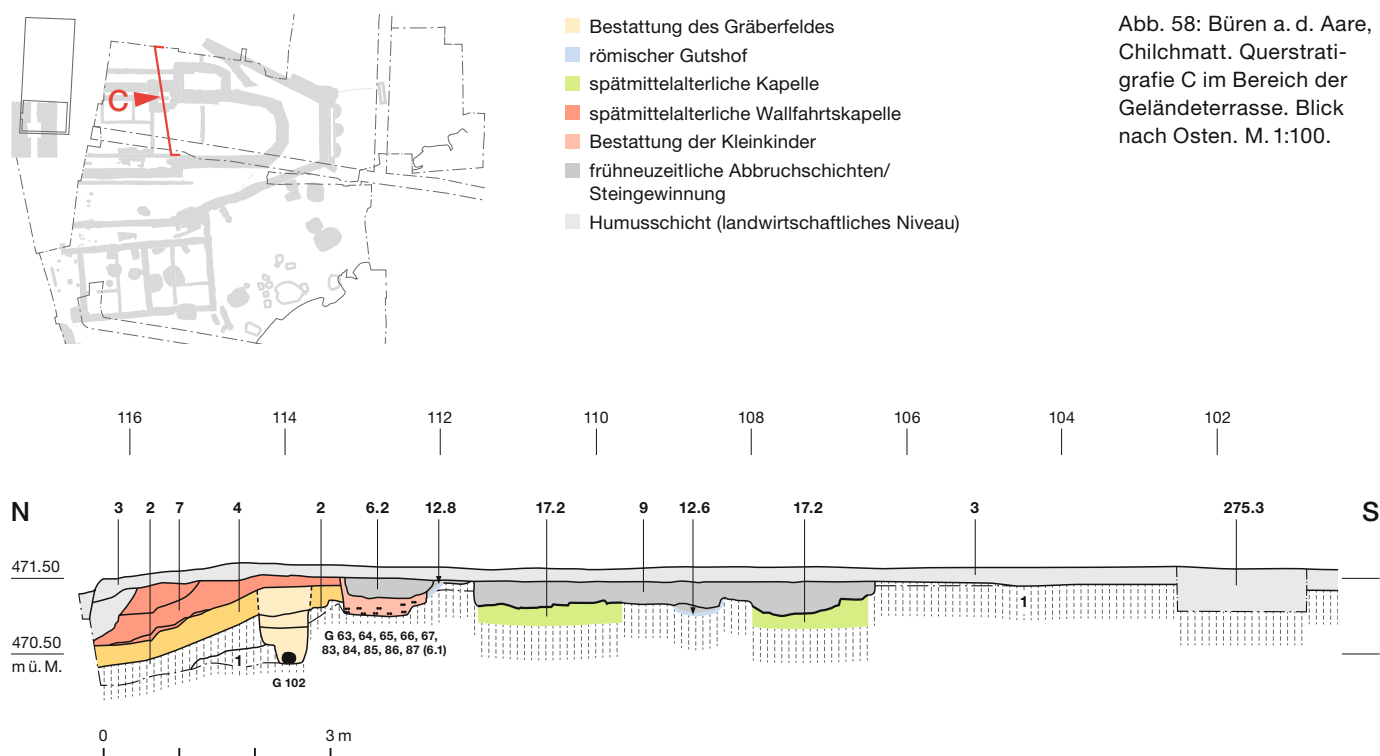 C
Bestattung des Gräberfeldes
römischer Gutshof
spätmittelalterliche Kapelle
spätmittelalterliche Wallfahrtskapelle
Bestattung der Kleinkinder
frühneuzeitliche Abbruchschichten/
Steingewinnung
Humusschicht (landwirtschaftliches Niveau)
Abb. 58: Büren a. d. Aare,
Chilchmatt. Querstrati-
grafie C im Bereich der
Geländeterrasse. Blick
nach Osten. M. 1:100.
116 114 112 110 108 106 104 102
N 3 2 7 4 2 6.2 12.8 17.2 9 12.6 17.2 3 275.3 S
471.50
1
G 63, 64, 65, 66, 67,
83, 84, 85, 86, 87 (6.1)
470.50
m ü. M.
1
G 102
0 3 m